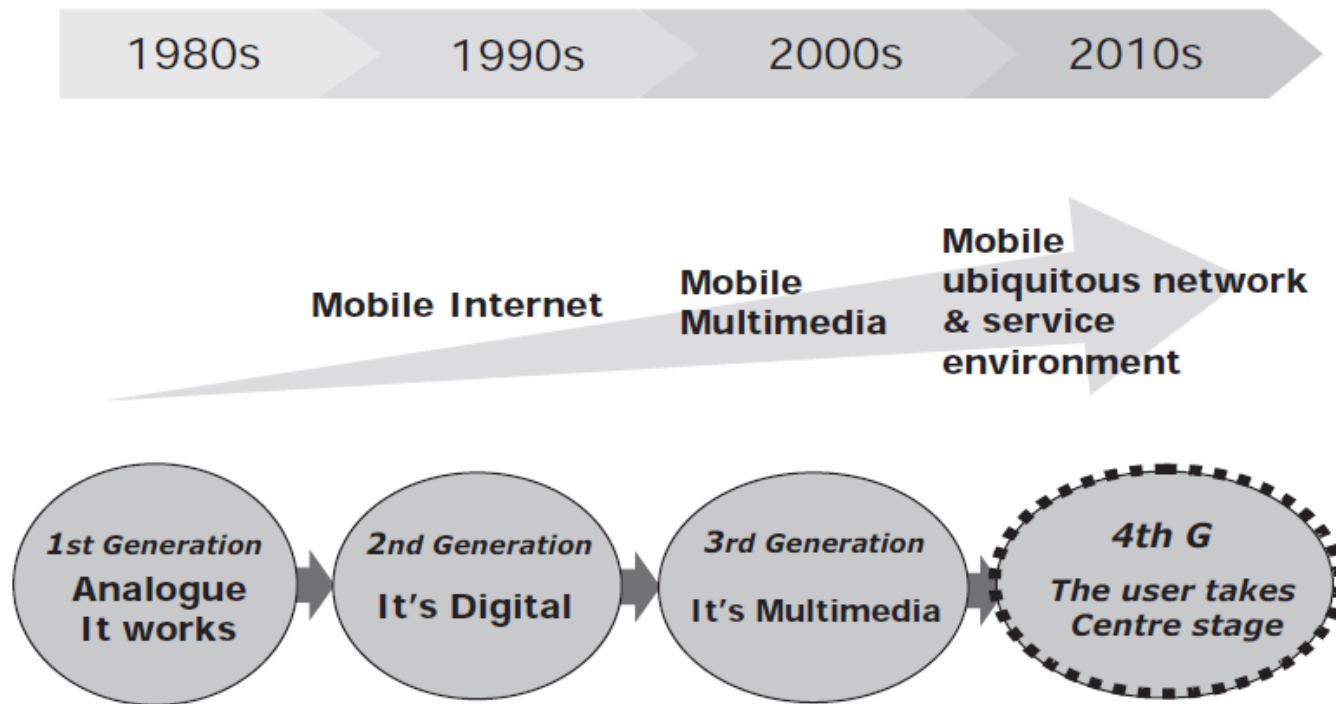 1980s
1990s
2000s
2010s
Mobile Internet
Mobile
Multimedia
Mobile
ubiquitous network
& service
environment
1st Generation
Analogue
It works
2nd Generation
It's Digital
3rd Generation
It's Multimedia
4th G
The user takes
Centre stage